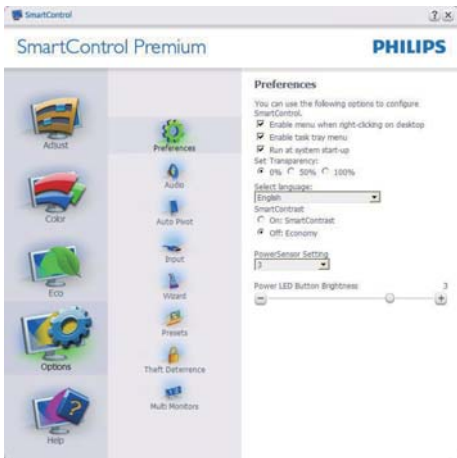 SmartControl
SmartControl Premium
PHILIPS
Adjust
Color
Eco
Options
Help
Preferences
Audio
Auto Pivot
Input
Wizard
Presets
Theft Deterrence
Multi Monitors
Preferences
You can use the following options to configure
SmartControl.
Enable menu when right-clicking on desktop
Enable task tray menu
Run at system start-up
Set Transparency:
0% 50% 100%
Select language:
English
SmartContrast
On: SmartContrast
Off: Economy
PowerSensor Setting
3
Power LED Button Brightness 3